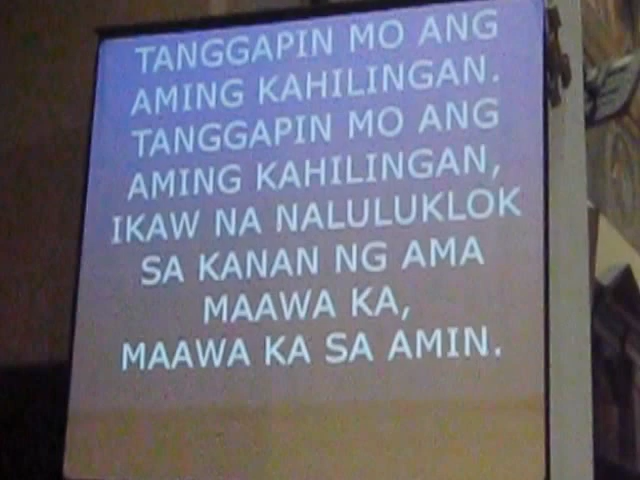 TANGGAPIN MO ANG
AMING KAHILINGAN.
TANGGAPIN MO ANG
AMING KAHILINGAN,
IKAW NA NALULUKLOK
SA KANAN NG AMA
MAAWA KA,
MAAWA KA SA AMIN.